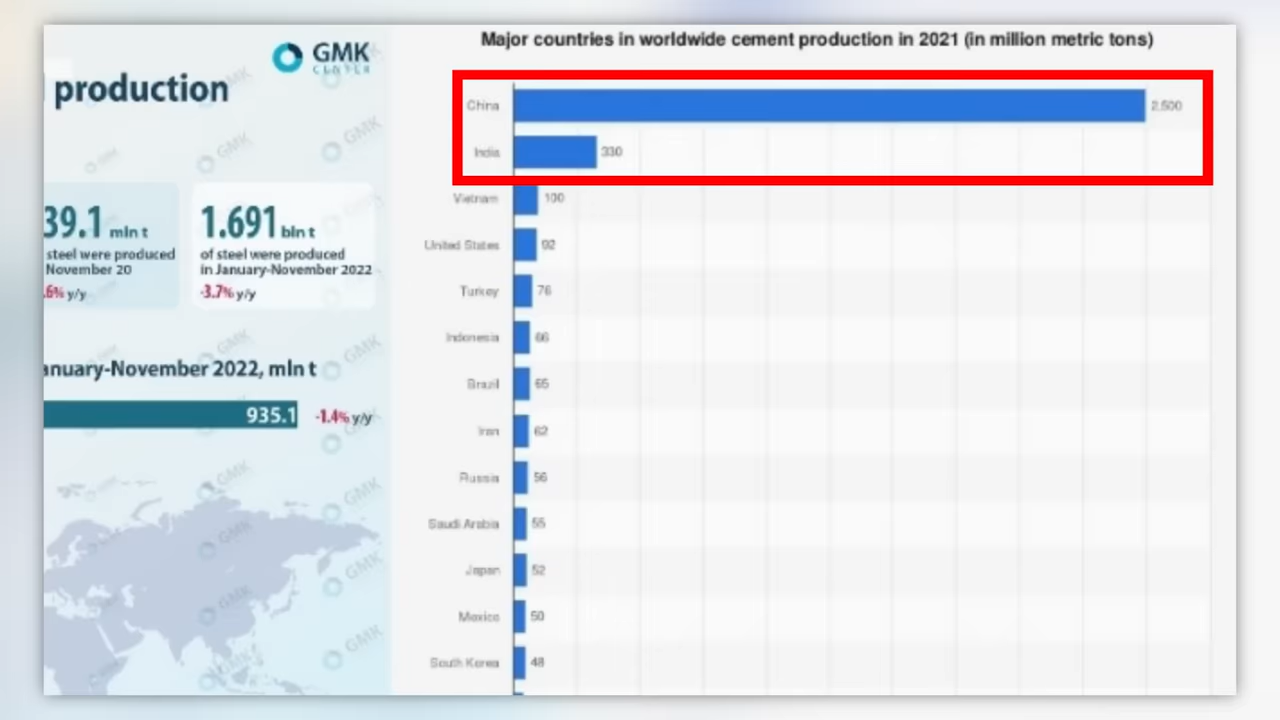 GMK
CENTER
production
39.1 mln t
steel were produced
November 20
.6% y/y
1.691 bln t
of steel were produced
in January-November 2022
-3.7% y/y
anuary-November 2022, mln t
935.1
-1.4% y/y
Major countries in worldwide cement production in 2021 (in million metric tons)
China 2,500
India 330
Vietnam 100
United States 92
Turkey 76
Indonesia 66
Brazil 65
Iran 62
Russia 56
Saudi Arabia 55
Japan 52
Mexico 50
South Korea 48